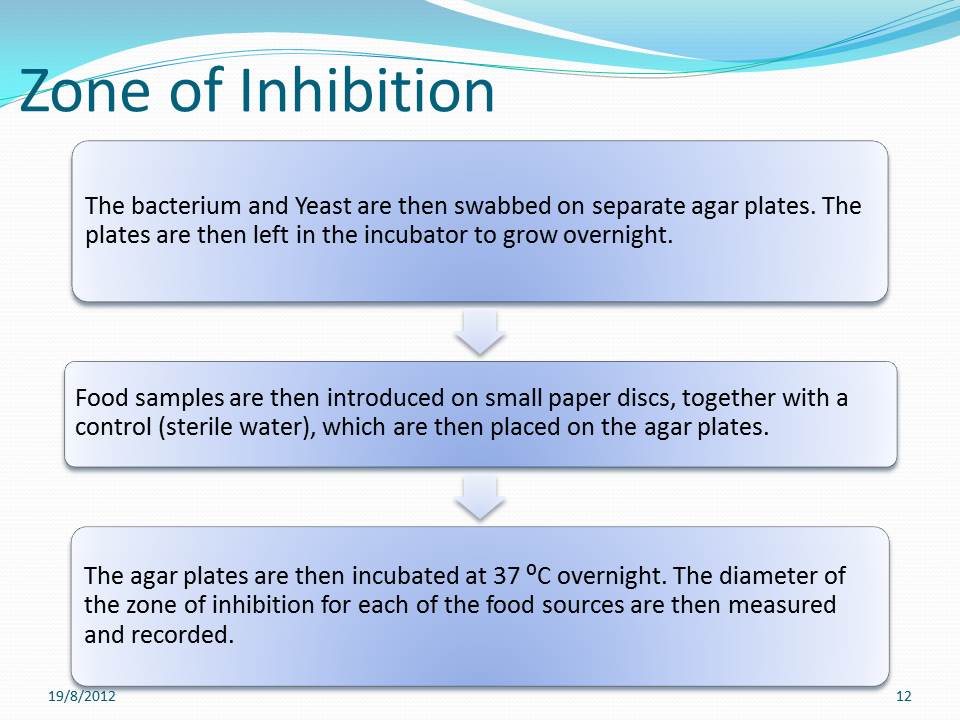 Zone of Inhibition
The bacterium and Yeast are then swabbed on separate agar plates. The
plates are then left in the incubator to grow overnight.
Food samples are then introduced on small paper discs, together with a
control (sterile water), which are then placed on the agar plates.
The agar plates are then incubated at 37 ⁰C overnight. The diameter of
the zone of inhibition for each of the food sources are then measured
and recorded.
19/8/2012
12